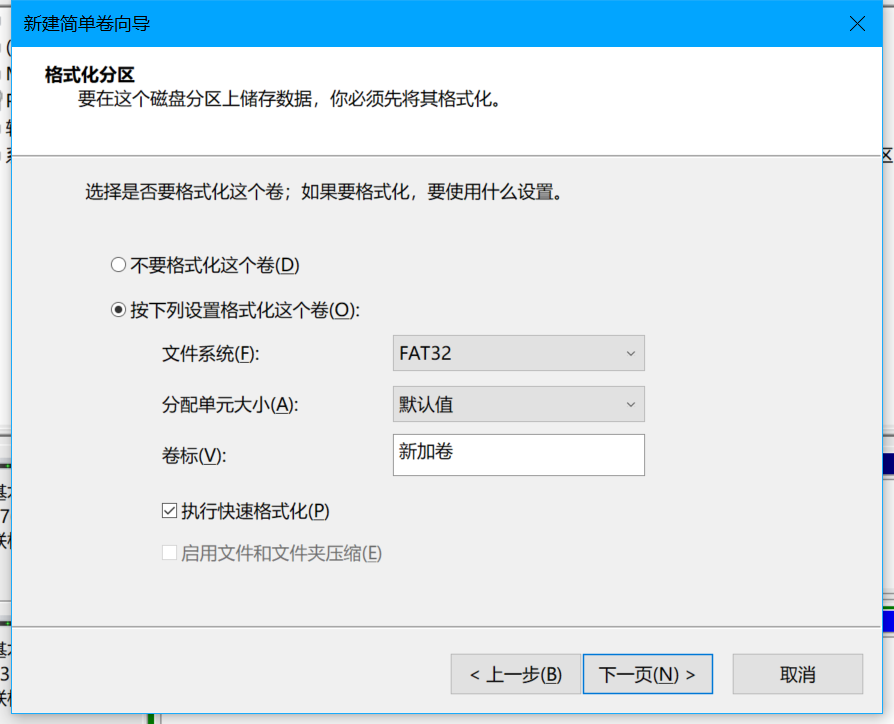 新建简单卷向导
格式化分区
要在这个磁盘分区上储存数据，你必须先将其格式化。
选择是否要格式化这个卷；如果要格式化，要使用什么设置。
不要格式化这个卷(D)
按下列设置格式化这个卷(O):
文件系统(F):
FAT32
分配单元大小(A):
默认值
卷标(V):
新加卷
执行快速格式化(P)
启用文件和文件夹压缩(E)
< 上一步(B)
下一页(N) >
取消